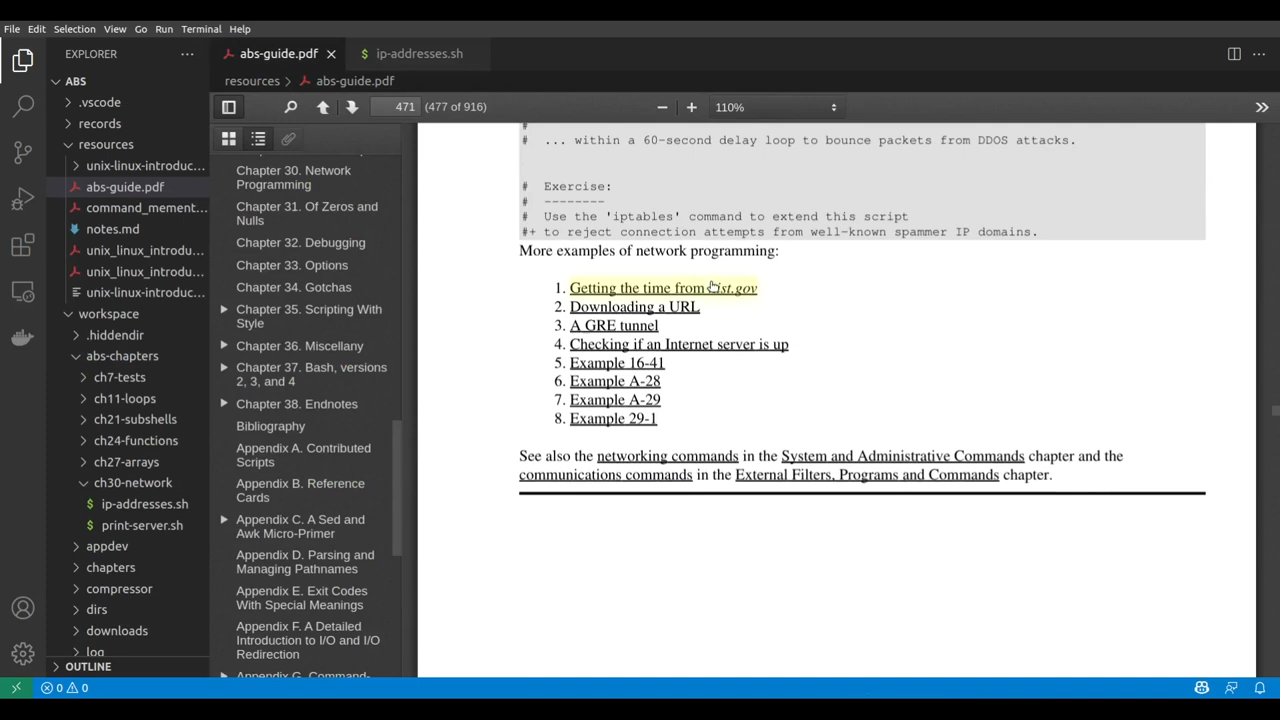 File Edit Selection View Go Run Terminal Help
EXPLORER
abs-guide.pdf
ip-addresses.sh
ABS
resources > abs-guide.pdf
.vscode
records
resources
unix-linux-introduc...
abs-guide.pdf
command_mement...
notes.md
unix_linux_introdu...
unix_linux_introdu...
unix-linux-introduc...
workspace
.hiddendir
abs-chapters
ch7-tests
ch11-loops
ch21-subshells
ch24-functions
ch27-arrays
ch30-network
ip-addresses.sh
print-server.sh
appdev
chapters
compressor
dirs
downloads
log
OUTLINE
471 (477 of 916)
110%
Chapter 30. Network
Programming
Chapter 31. Of Zeros and
Nulls
Chapter 32. Debugging
Chapter 33. Options
Chapter 34. Gotchas
Chapter 35. Scripting With
Style
Chapter 36. Miscellany
Chapter 37. Bash, versions
2, 3, and 4
Chapter 38. Endnotes
Bibliography
Appendix A. Contributed
Scripts
Appendix B. Reference
Cards
Appendix C. A Sed and
Awk Micro-Primer
Appendix D. Parsing and
Managing Pathnames
Appendix E. Exit Codes
With Special Meanings
Appendix F. A Detailed
Introduction to I/O and I/O
Redirection
Appendix G. Command-
#
# ... within a 60-second delay loop to bounce packets from DDOS attacks.
# Exercise:
# --------
# Use the 'iptables' command to extend this script
#+ to reject connection attempts from well-known spammer IP domains.
More examples of network programming:
1. Getting the time from nist.gov
2. Downloading a URL
3. A GRE tunnel
4. Checking if an Internet server is up
5. Example 16-41
6. Example A-28
7. Example A-29
8. Example 29-1
See also the networking commands in the System and Administrative Commands chapter and the
communications commands in the External Filters, Programs and Commands chapter.
0 0